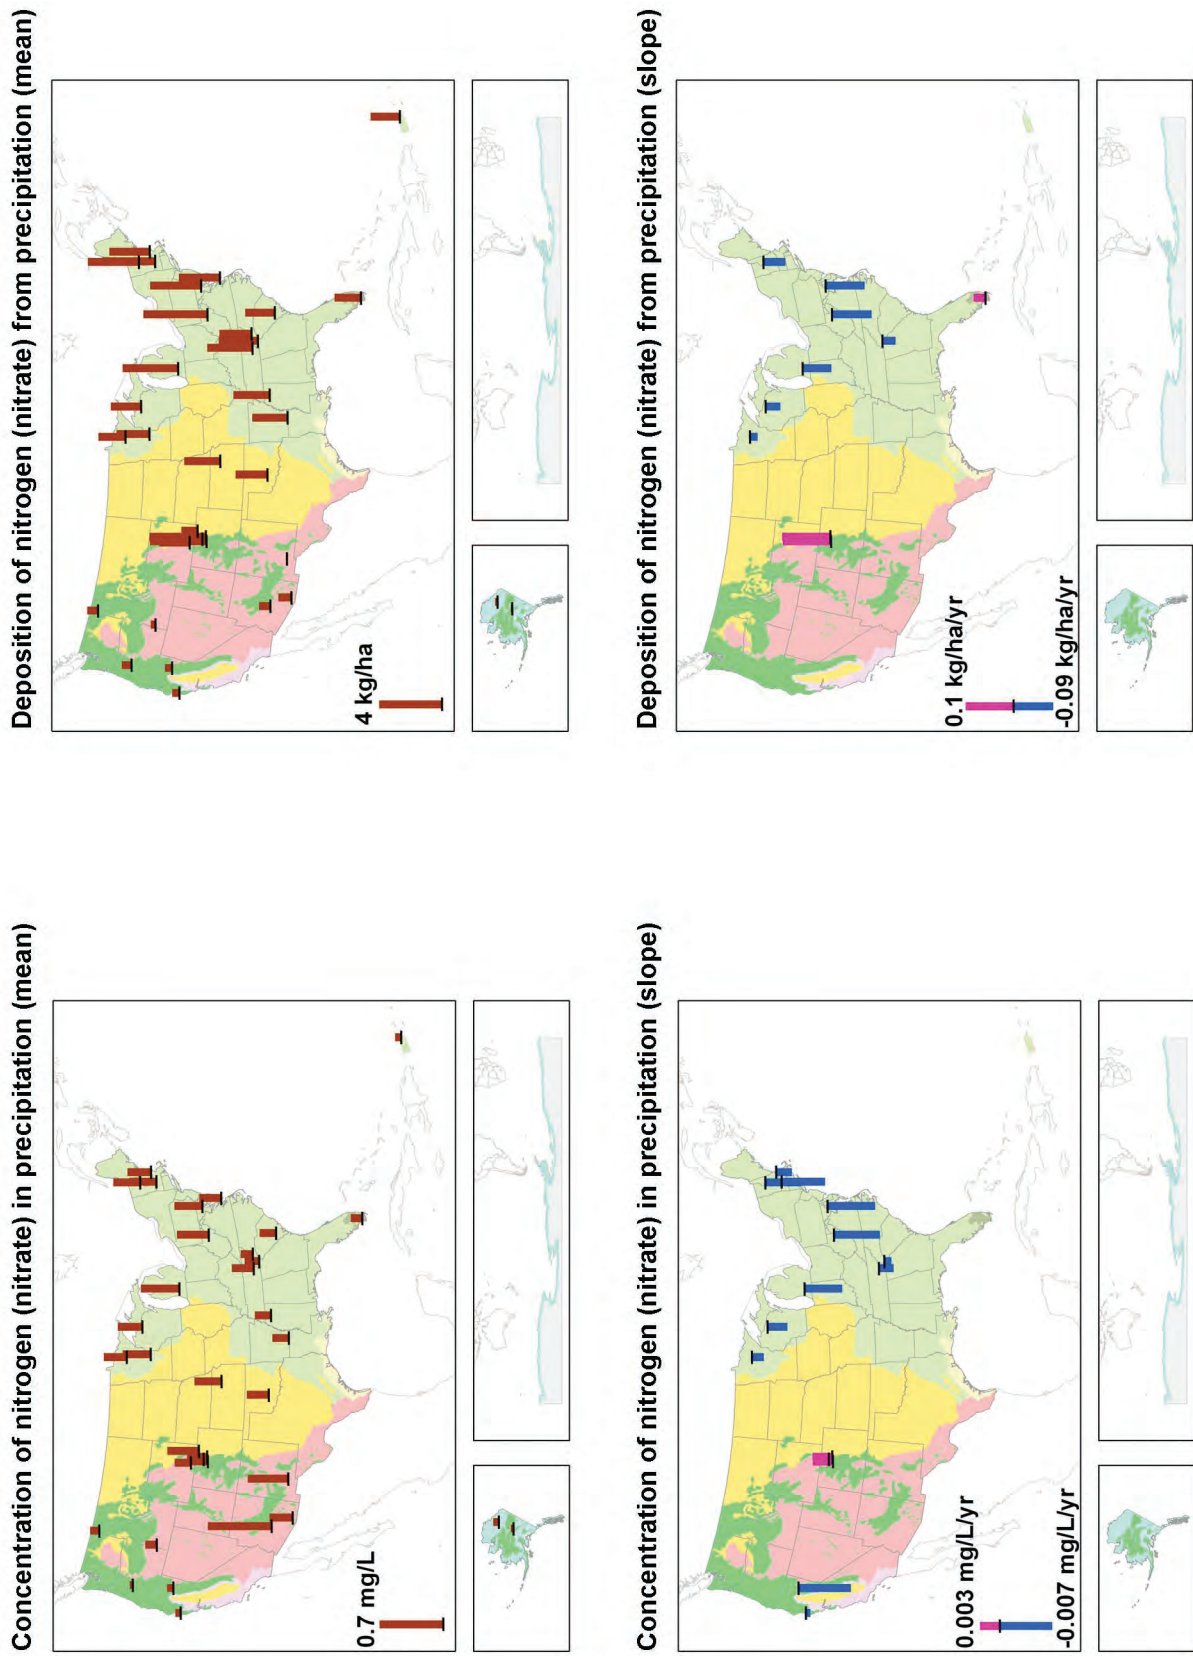 Concentration of nitrogen (nitrate) in precipitation (mean)
0.7 mg/L
Deposition of nitrogen (nitrate) from precipitation (mean)
4 kg/ha
Concentration of nitrogen (nitrate) in precipitation (slope)
0.003 mg/L/yr
-0.007 mg/L/yr
Deposition of nitrogen (nitrate) from precipitation (slope)
0.1 kg/ha/yr
-0.09 kg/ha/yr